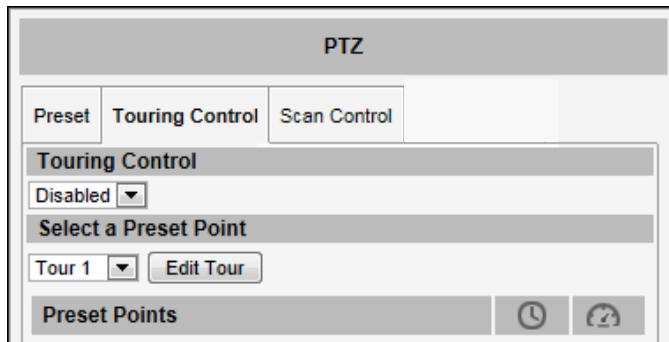 PTZ
Preset Touring Control Scan Control
Touring Control
Disabled
Select a Preset Point
Tour 1 Edit Tour
Preset Points